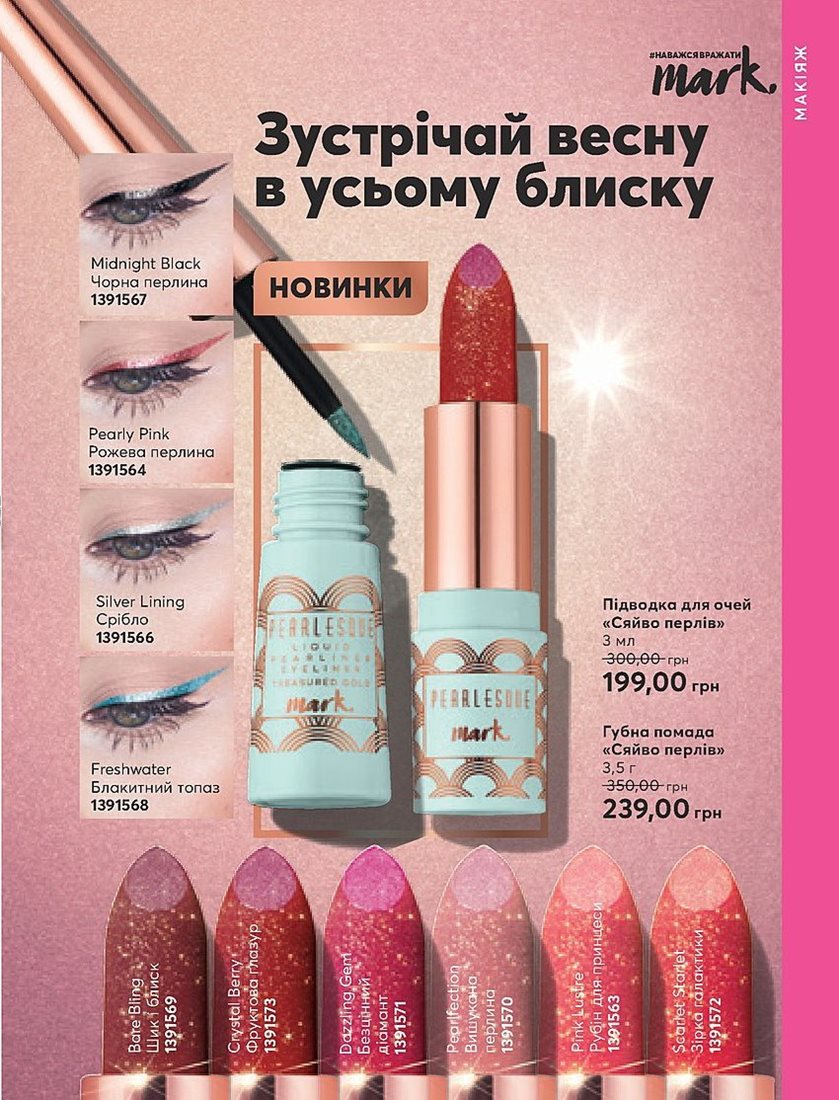 #НАВАЖСЯВРАЖАТИ
mark.
МАКІЯЖ
Зустрічай весну
в усьому блиску
НОВИНКИ
Midnight Black
Чорна перлина
1391567
Pearly Pink
Рожева перлина
1391564
Silver Lining
Срібло
1391566
Freshwater
Блакитний топаз
1391568
PEARLESQUE
LIQUID
PEARLINER
EYELINER
TREASURED GOLD
mark.
PEARLESQUE
mark.
Підводка для очей
«Сяйво перлів»
3 мл
300,00 грн
199,00 грн
Губна помада
«Сяйво перлів»
3,5 г
350,00 грн
239,00 грн
Bare Bling
Шик і блиск
1391569
Crystal Berry
Фруктова глазур
1391573
Dazzling Gem
Безцінний
діамант
1391571
Pearlfection
Вишукана
перлина
1391570
Pink Lustre
Рубін для принцеси
1391563
Scarlet Starlet
Зірка галактики
1391572